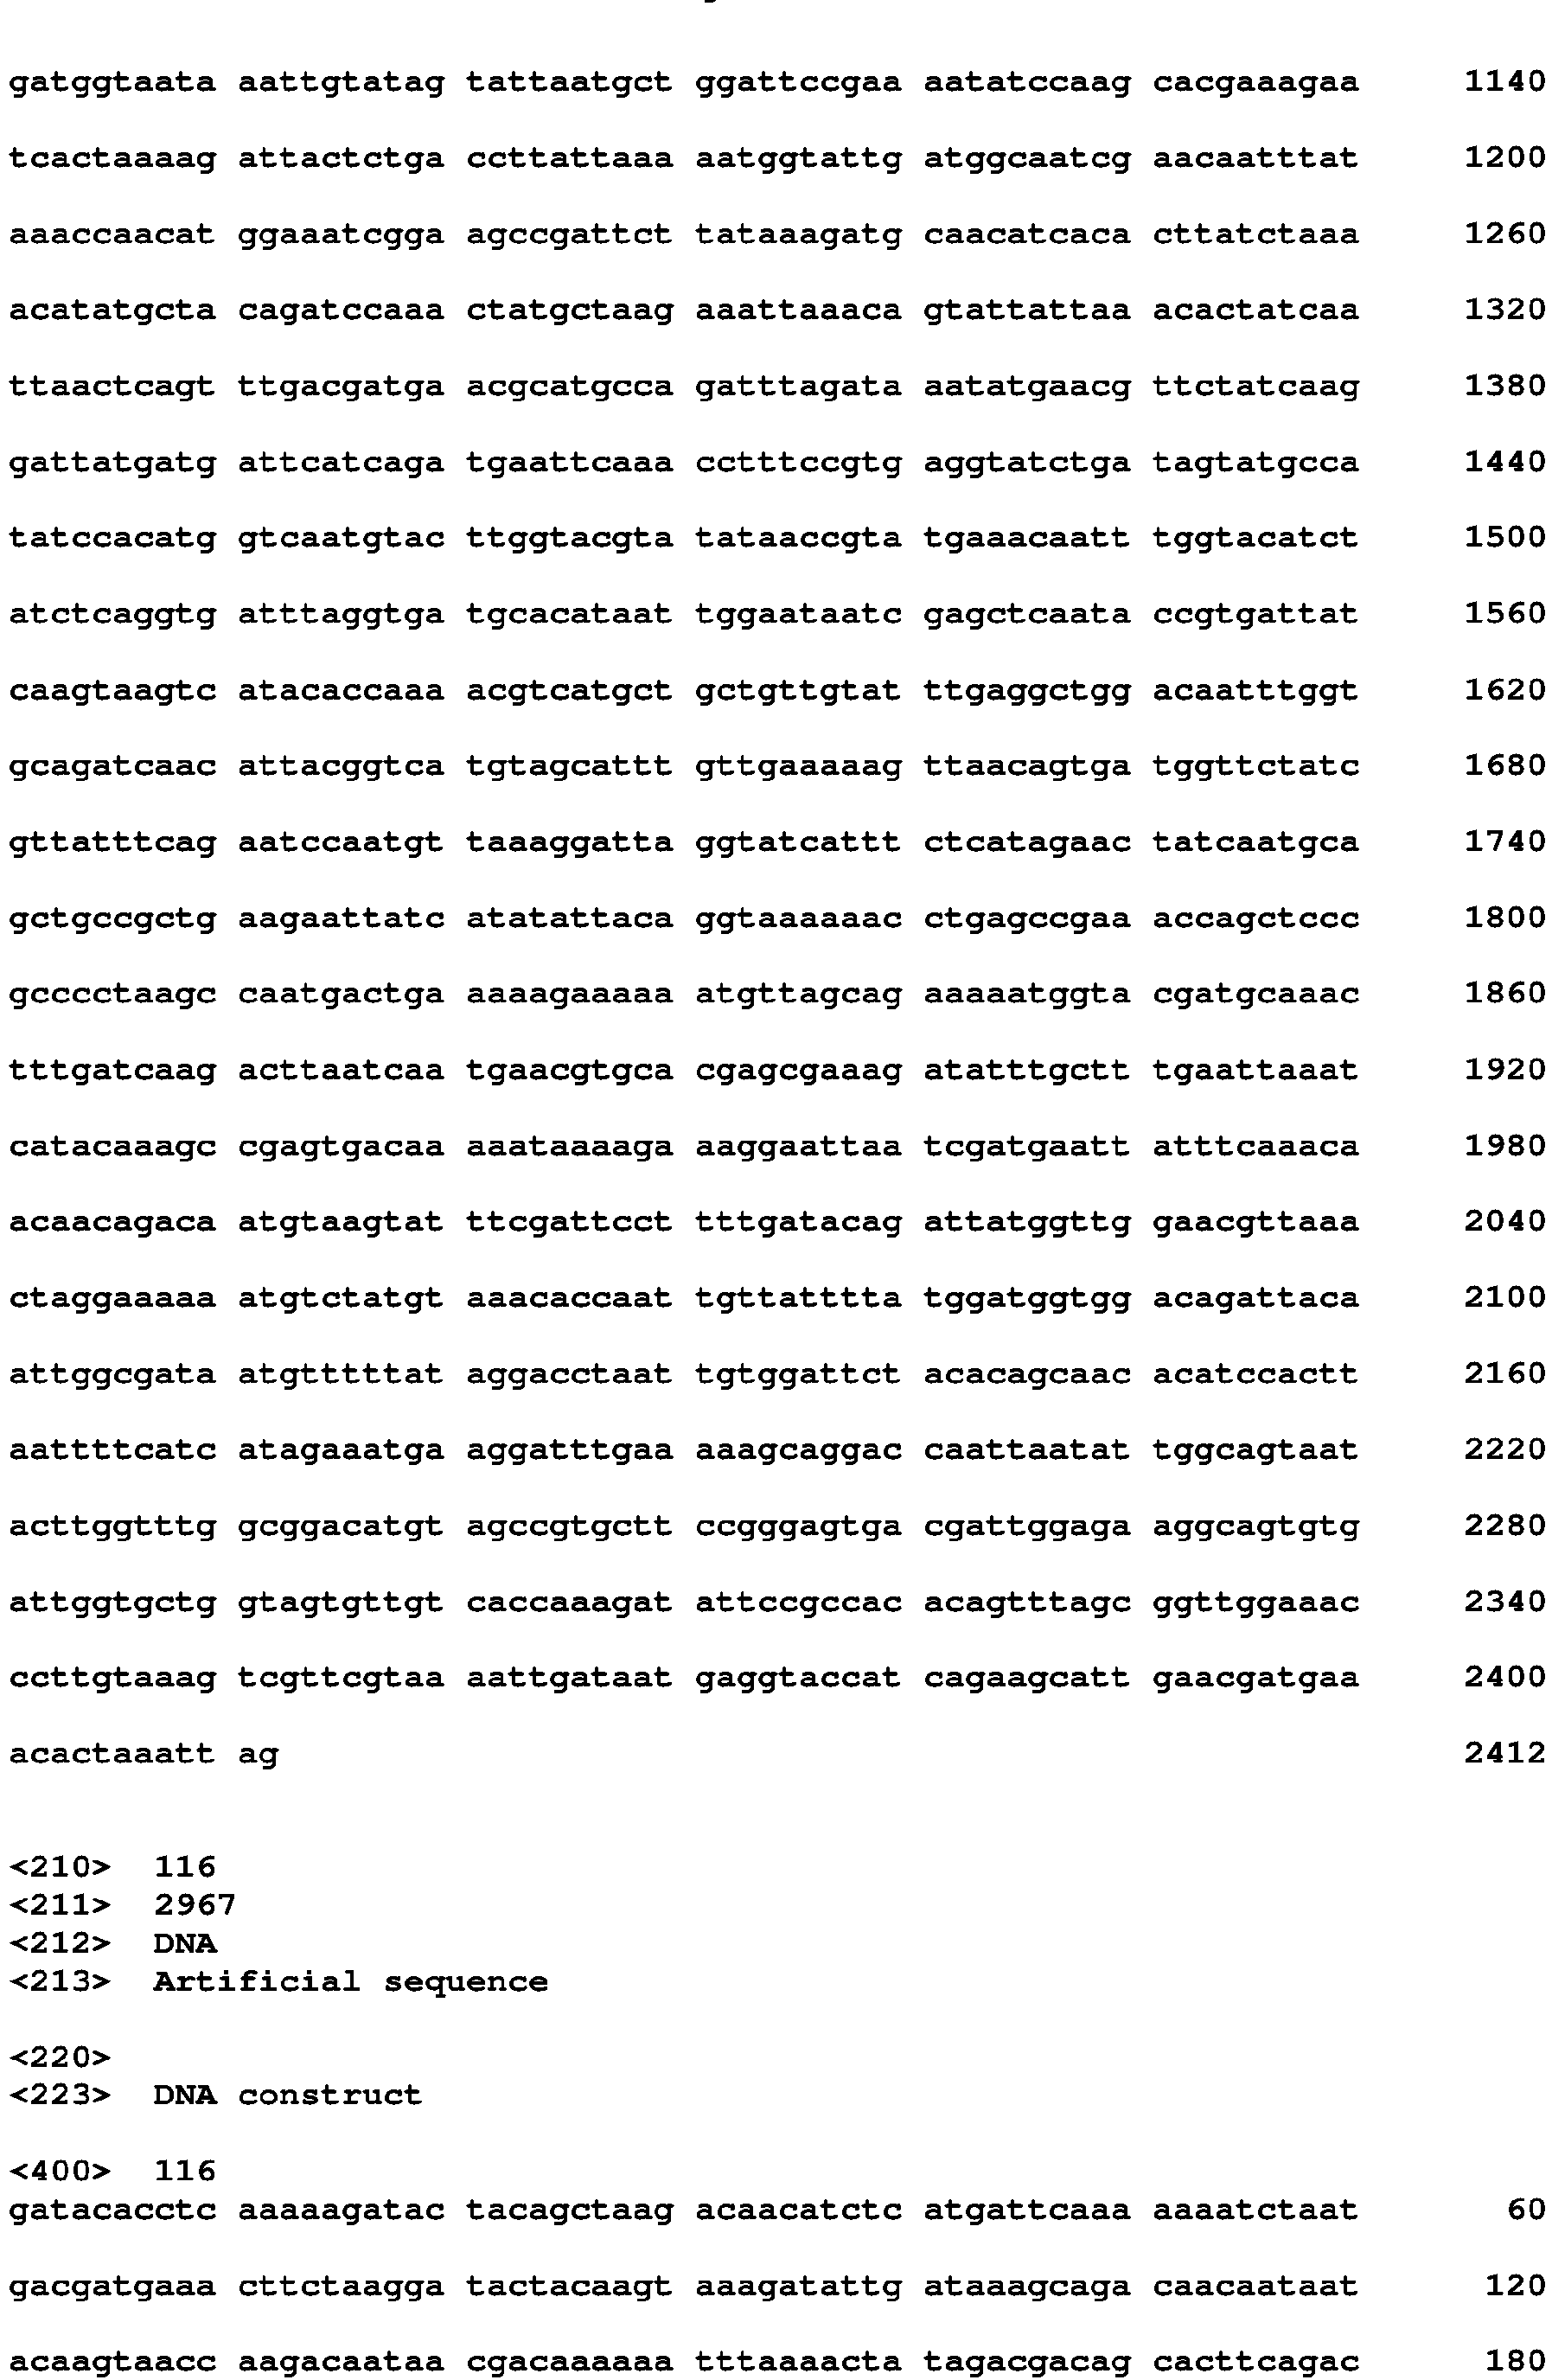 gatggtaata aattgtatag tattaatgct ggattccgaa aatatccaag cacgaaagaa 1140
tcactaaaag attactctga ccttattaaa aatggtattg atggcaatcg aacaatttat 1200
aaaccaacat ggaaatcgga agccgattct tataaagatg caacatcaca cttatctaaa 1260
acatatgcta cagatccaaa ctatgctaag aaattaaaca gtattattaa acactatcaa 1320
ttaactcagt ttgacgatga acgcatgcca gatttagata aatatgaacg ttctatcaag 1380
gattatgatg attcatcaga tgaattcaaa cctttccgtg aggtatctga tagtatgcca 1440
tatccacatg gtcaatgtac ttggtacgta tataaccgta tgaaacaatt tggtacatct 1500
atctcaggtg atttaggtga tgcacataat tggaataatc gagctcaata ccgtgattat 1560
caagtaagtc atacaccaaa acgtcatgct gctgttgtat ttgaggctgg acaatttggt 1620
gcagatcaac attacggtca tgtagcattt gttgaaaaag ttaacagtga tggttctatc 1680
gttatttcag aatccaatgt taaaggatta ggtatcattt ctcatagaac tatcaatgca 1740
gctgccgctg aagaattatc atatattaca ggtaaaaaac ctgagccgaa accagctccc 1800
gcccctaagc caatgactga aaaagaaaaa atgttagcag aaaaatggta cgatgcaaac 1860
tttgatcaag acttaatcaa tgaacgtgca cgagcgaaag atatttgctt tgaattaaat 1920
catacaaagc cgagtgacaa aaataaaaga aaggaattaa tcgatgaatt atttcaaaca 1980
acaacagaca atgtaagtat ttcgattcct tttgatacag attatggttg gaacgttaaa 2040
ctaggaaaaa atgtctatgt aaacaccaat tgttatttta tggatggtgg acagattaca 2100
attggcgata atgtttttat aggacctaat tgtggattct acacagcaac acatccactt 2160
aattttcatc atagaaatga aggatttgaa aaagcaggac caattaatat tggcagtaat 2220
acttggtttg gcggacatgt agccgtgctt ccgggagtga cgattggaga aggcagtgtg 2280
attggtgctg gtagtgttgt caccaaagat attccgccac acagtttagc ggttggaaac 2340
ccttgtaaag tcgttcgtaa aattgataat gaggtaccat cagaagcatt gaacgatgaa 2400
acactaaatt ag 2412
<210> 116
<211> 2967
<212> DNA
<213> Artificial sequence
<220>
<223> DNA construct
<400> 116
gatacacctc aaaaagatac tacagctaag acaacatctc atgattcaaa aaaatctaat 60
gacgatgaaa cttctaagga tactacaagt aaagatattg ataaagcaga caacaataat 120
acaagtaacc aagacaataa cgacaaaaaa tttaaaacta tagacgacag cacttcagac 180